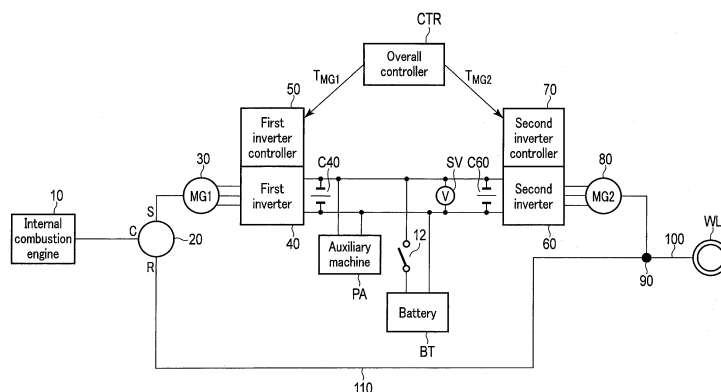 CTR
Overall
controller
TMG1
TMG2
50
First
inverter
controller
70
Second
inverter
controller
30
MG1
C40
SV
C60
80
MG2
First
inverter
V
Second
inverter
10
Internal
combustion
engine
S
C
R
20
40
Auxiliary
machine
PA
12
Battery
BT
60
100
WL
90
110